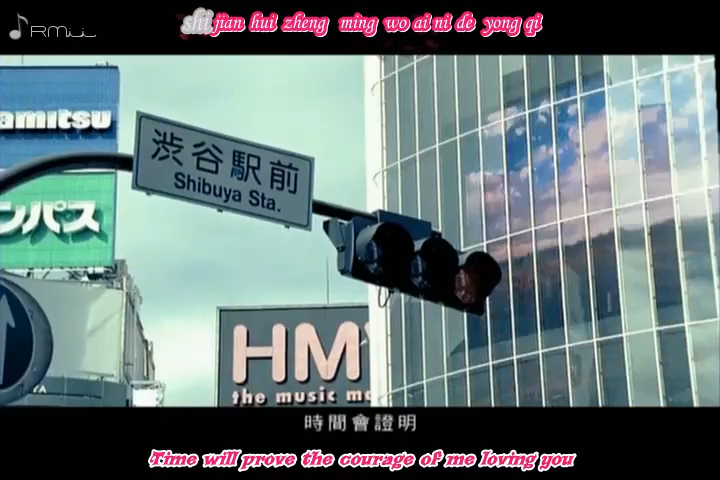 RMii
shi jian hui zheng ming wo ai ni de yong qi
amitsu
渋谷駅前
Shibuya Sta.
ンパス
HMV
the music ma
時間會證明
Time will prove the courage of me loving you